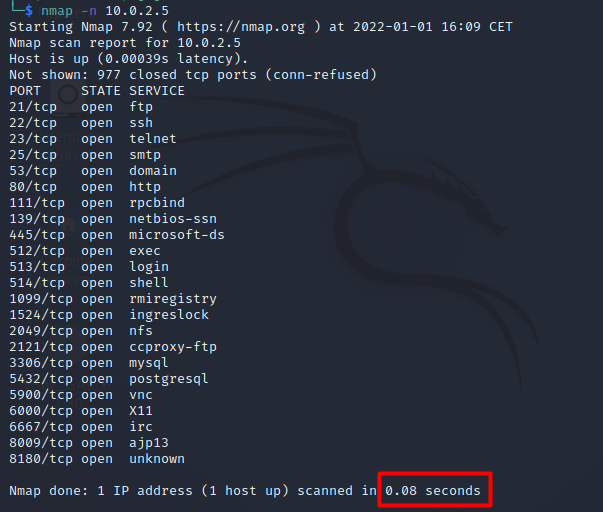 └─$ nmap -n 10.0.2.5
Starting Nmap 7.92 ( https://nmap.org ) at 2022-01-01 16:09 CET
Nmap scan report for 10.0.2.5
Host is up (0.00039s latency).
Not shown: 977 closed tcp ports (conn-refused)
PORT     STATE SERVICE
21/tcp   open  ftp
22/tcp   open  ssh
23/tcp   open  telnet
25/tcp   open  smtp
53/tcp   open  domain
80/tcp   open  http
111/tcp  open  rpcbind
139/tcp  open  netbios-ssn
445/tcp  open  microsoft-ds
512/tcp  open  exec
513/tcp  open  login
514/tcp  open  shell
1099/tcp open  rmiregistry
1524/tcp open  ingreslock
2049/tcp open  nfs
2121/tcp open  ccproxy-ftp
3306/tcp open  mysql
5432/tcp open  postgresql
5900/tcp open  vnc
6000/tcp open  X11
6667/tcp open  irc
8009/tcp open  ajp13
8180/tcp open  unknown
Nmap done: 1 IP address (1 host up) scanned in 0.08 seconds